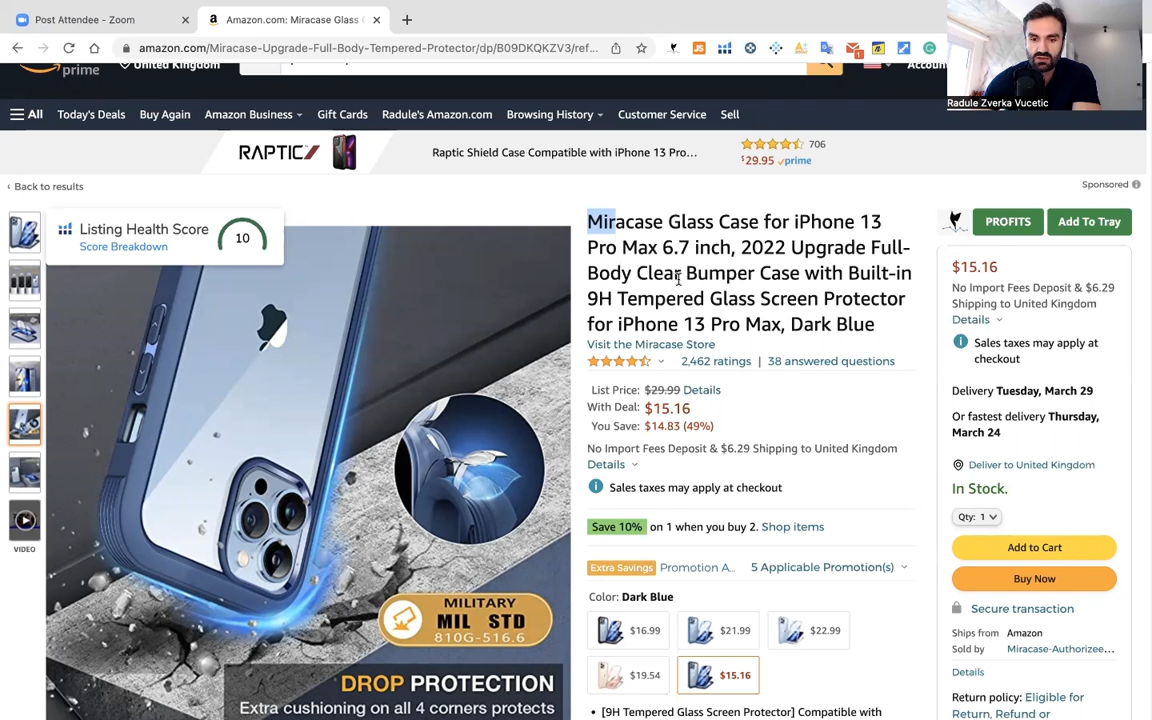 Post Attendee - Zoom
Amazon.com: Miracase Glass
amazon.com/Miracase-Upgrade-Full-Body-Tempered-Protector/dp/B09DKQKZV3/ref...
prime
United Kingdom
Accoun
Radule Zverka Vucetic
All Today's Deals Buy Again Amazon Business Gift Cards Radule's Amazon.com Browsing History Customer Service Sell
RAPTIC
Raptic Shield Case Compatible with iPhone 13 Pro...
706
$29.95 prime
‹ Back to results
Sponsored
Listing Health Score
Score Breakdown
10
VIDEO
MILITARY
MIL STD
810G-516.6
DROP PROTECTION
Extra cushioning on all 4 corners protects
Miracase Glass Case for iPhone 13
Pro Max 6.7 inch, 2022 Upgrade Full-
Body Clear Bumper Case with Built-in
9H Tempered Glass Screen Protector
for iPhone 13 Pro Max, Dark Blue
Visit the Miracase Store
2,462 ratings | 38 answered questions
List Price: $29.99 Details
With Deal: $15.16
You Save: $14.83 (49%)
No Import Fees Deposit & $6.29 Shipping to United Kingdom
Details
Sales taxes may apply at checkout
Save 10% on 1 when you buy 2. Shop items
Extra Savings Promotion A... 5 Applicable Promotion(s)
Color: Dark Blue
$16.99 $21.99 $22.99
$19.54 $15.16
• [9H Tempered Glass Screen Protector] Compatible with
PROFITS Add To Tray
$15.16
No Import Fees Deposit & $6.29
Shipping to United Kingdom
Details
Sales taxes may apply at
checkout
Delivery Tuesday, March 29
Or fastest delivery Thursday,
March 24
Deliver to United Kingdom
In Stock.
Qty: 1
Add to Cart
Buy Now
Secure transaction
Ships from Amazon
Sold by Miracase-Authorizee...
Details
Return policy: Eligible for
Return, Refund or